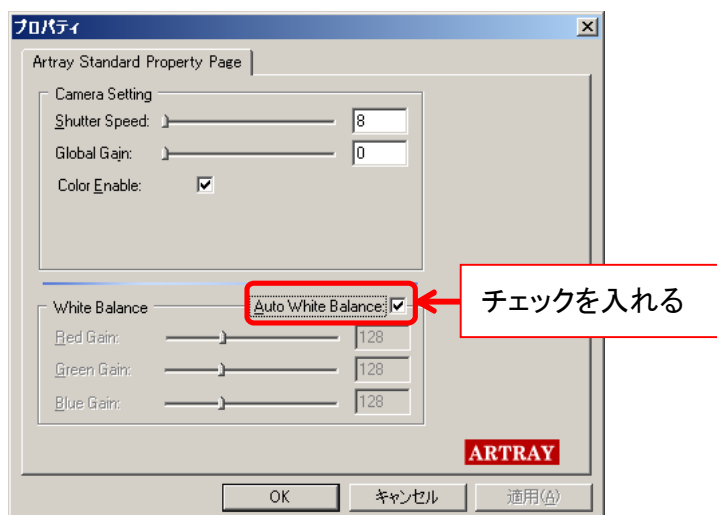 プロパティ
Artray Standard Property Page
Camera Setting
Shutter Speed: 8
Global Gain: 0
Color Enable:
White Balance Auto White Balance:
チェックを入れる
Red Gain: 128
Green Gain: 128
Blue Gain: 128
ARTRAY
OK キャンセル 適用(A)